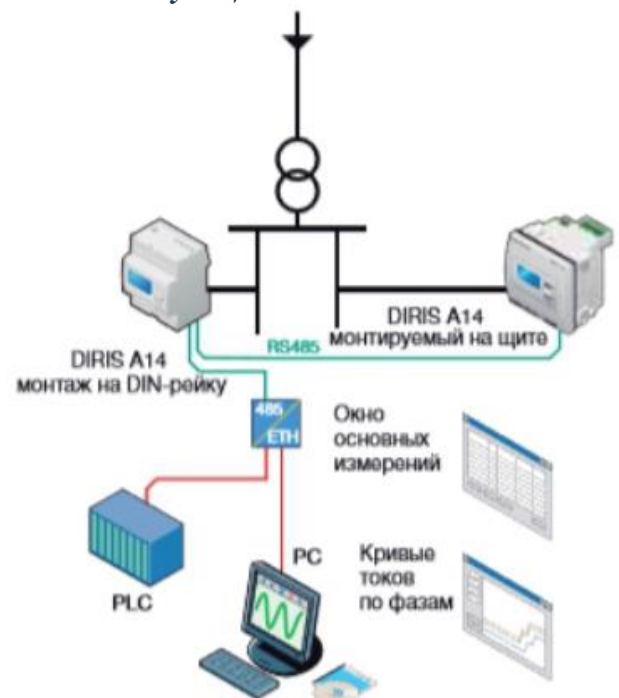 DIRIS A14
монтируемый на щите
RS485
DIRIS A14
монтаж на DIN-рейку
485
ETH
Окно
основных
измерений
PC
PLC
Кривые
токов
по фазам